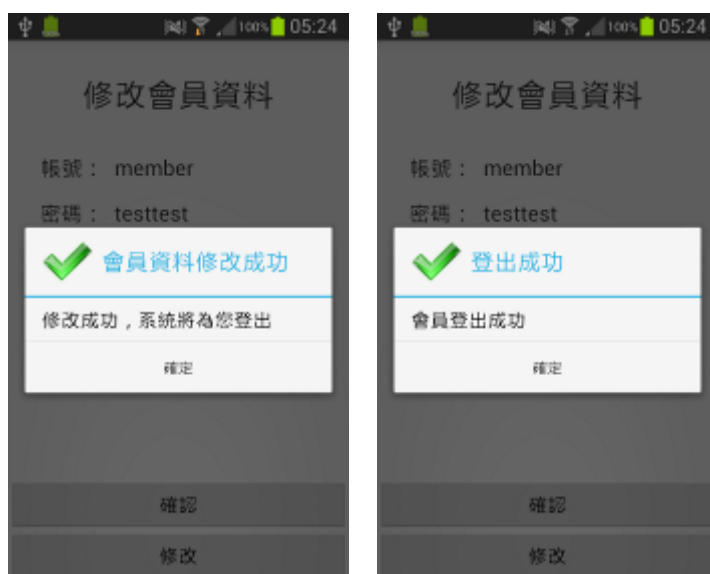 100% 05:24
修改會員資料
帳號： member
密碼： testtest
會員資料修改成功
修改成功，系統將為您登出
確定
確認
修改
100% 05:24
修改會員資料
帳號： member
密碼： testtest
登出成功
會員登出成功
確定
確認
修改